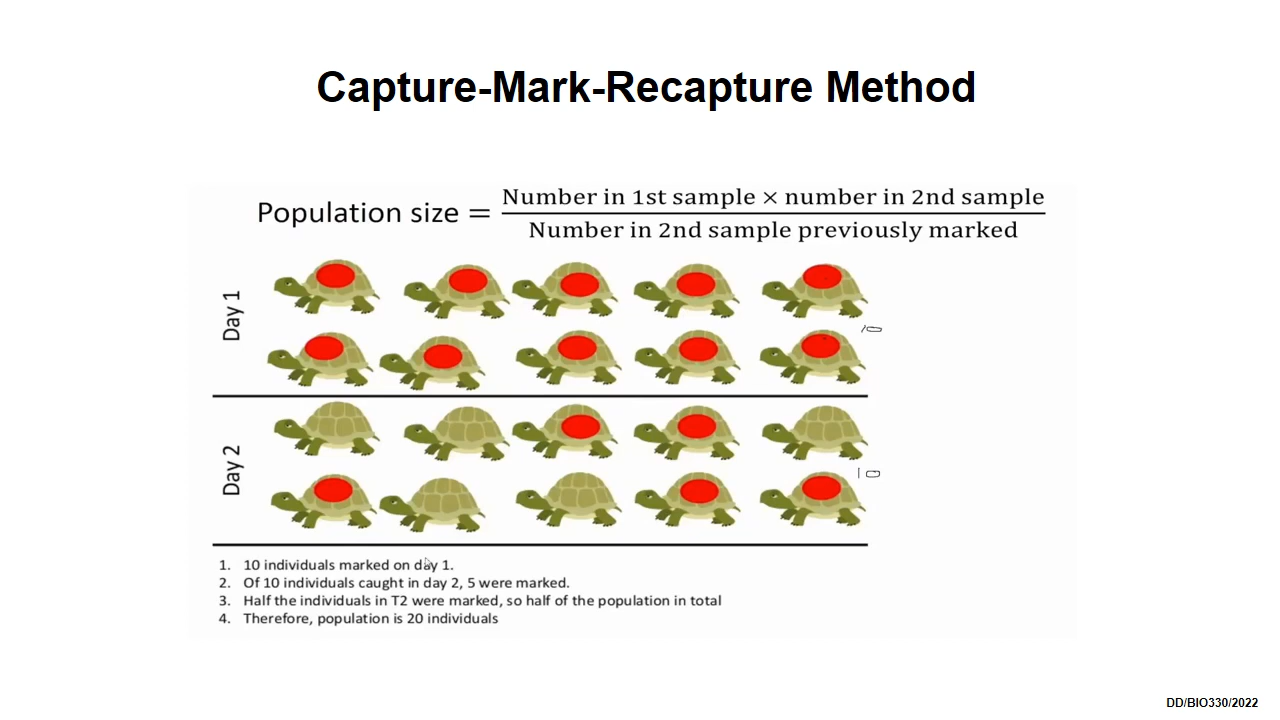 Capture-Mark-Recapture Method
Population size = Number in 1st sample × number in 2nd sample
Number in 2nd sample previously marked
Day 1
10
Day 2
10
1. 10 individuals marked on day 1.
2. Of 10 individuals caught in day 2, 5 were marked.
3. Half the individuals in T2 were marked, so half of the population in total
4. Therefore, population is 20 individuals
DD/BIO330/2022